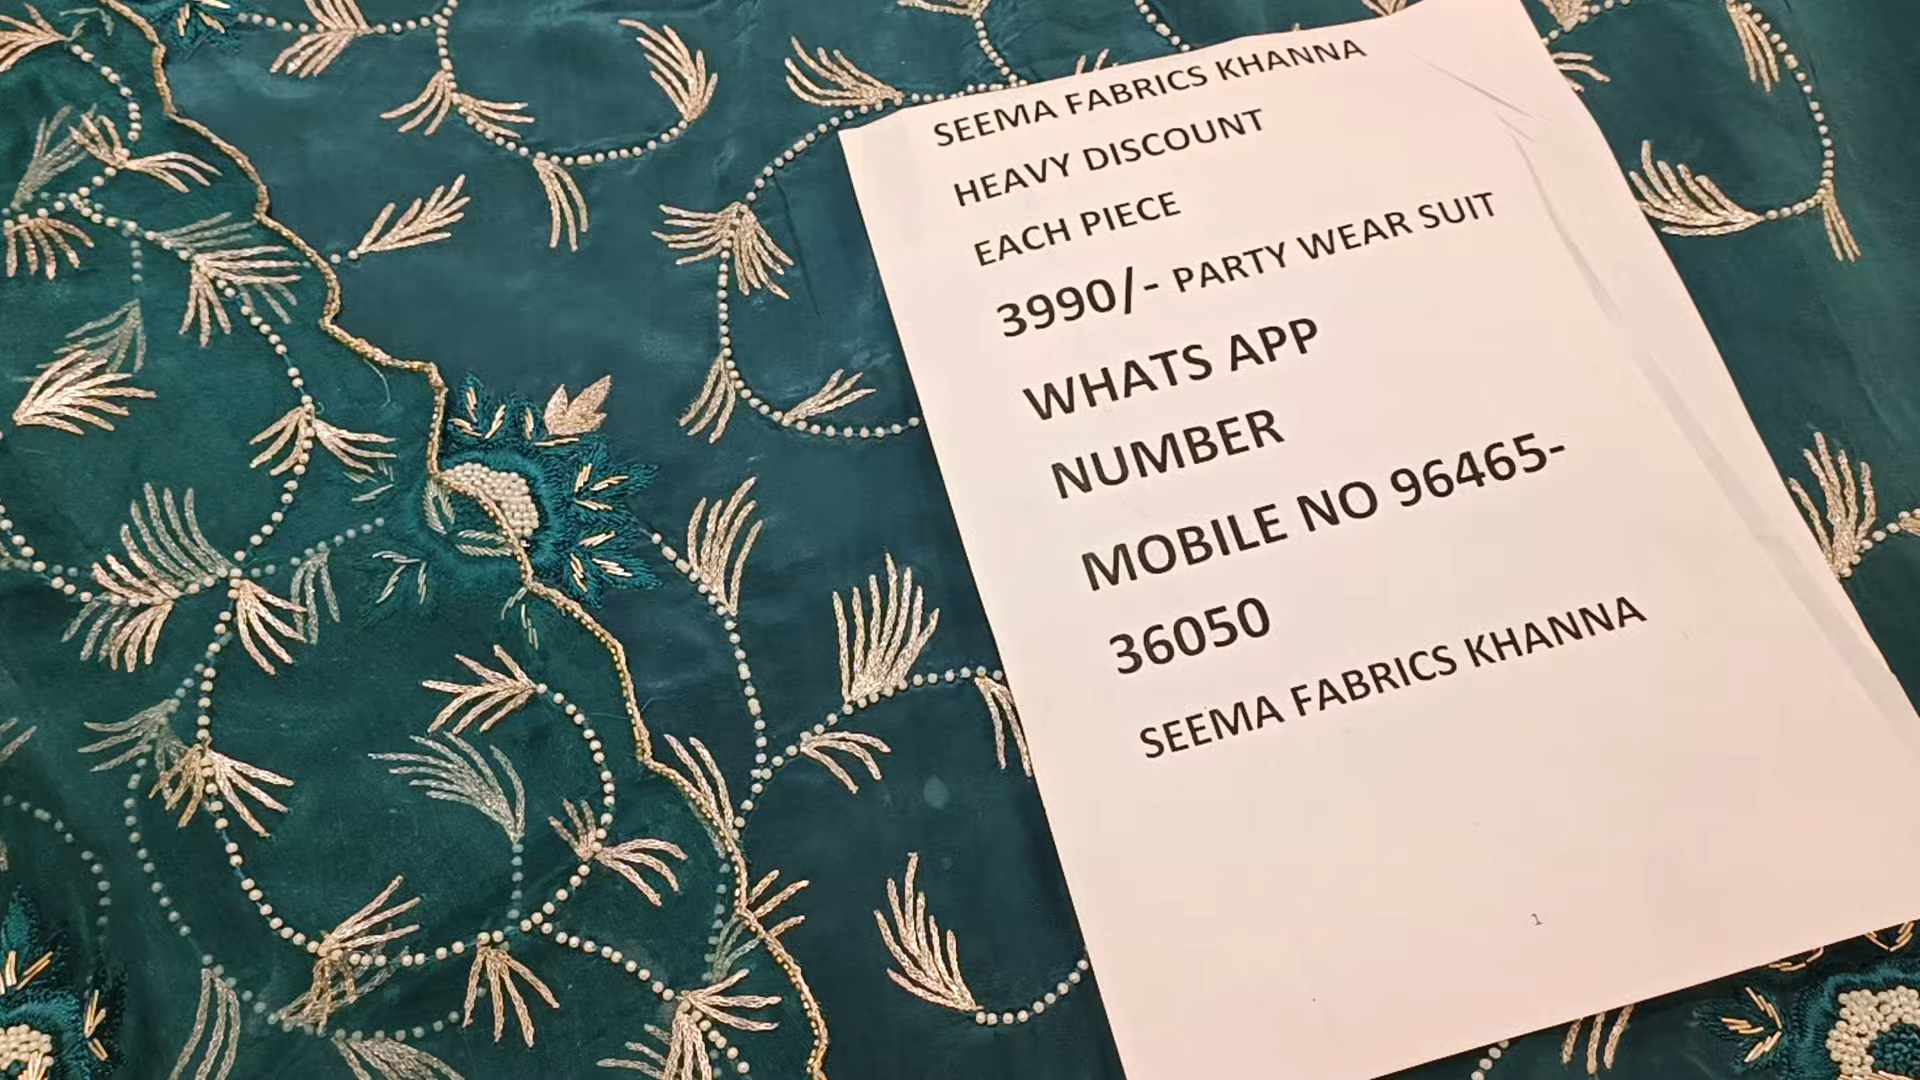 SEEMA FABRICS KHANNA
HEAVY DISCOUNT
EACH PIECE
3990/- PARTY WEAR SUIT
WHATS APP
NUMBER
MOBILE NO 96465-
36050
SEEMA FABRICS KHANNA
1